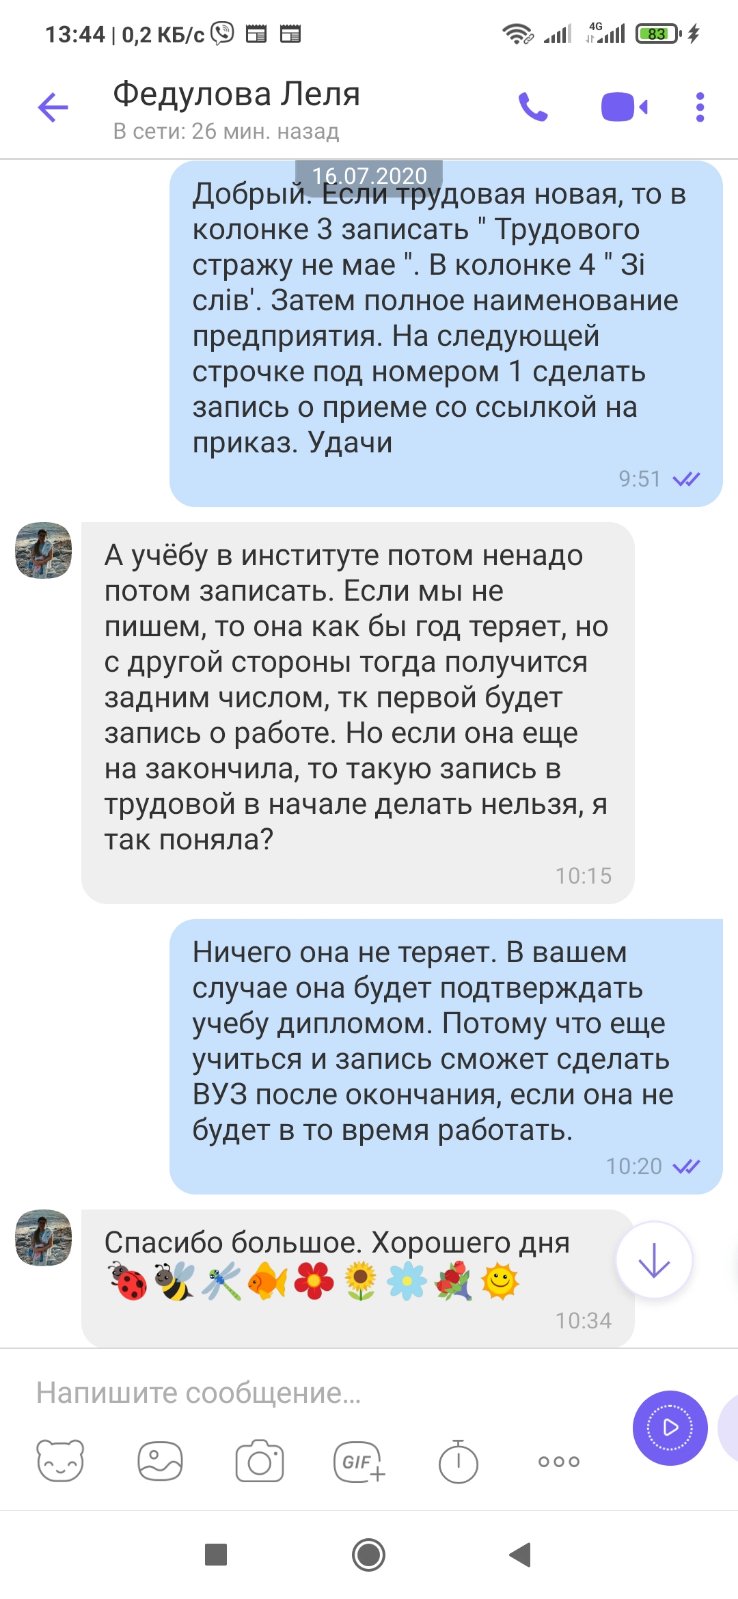 13:44 | 0,2 КБ/с
4G
83
Федулова Леля
В сети: 26 мин. назад
16.07.2020
Добрый. Если трудовая новая, то в
колонке 3 записать " Трудового
стражу не мае ". В колонке 4 " Зі
слів'. Затем полное наименование
предприятия. На следующей
строчке под номером 1 сделать
запись о приеме со ссылкой на
приказ. Удачи
9:51
А учёбу в институте потом ненадо
потом записать. Если мы не
пишем, то она как бы год теряет, но
с другой стороны тогда получится
задним числом, тк первой будет
запись о работе. Но если она еще
на закончила, то такую запись в
трудовой в начале делать нельзя, я
так поняла?
10:15
Ничего она не теряет. В вашем
случае она будет подтверждать
учебу дипломом. Потому что еще
учиться и запись сможет сделать
ВУЗ после окончания, если она не
будет в то время работать.
10:20
Спасибо большое. Хорошего дня
10:34
Напишите сообщение...
GIF